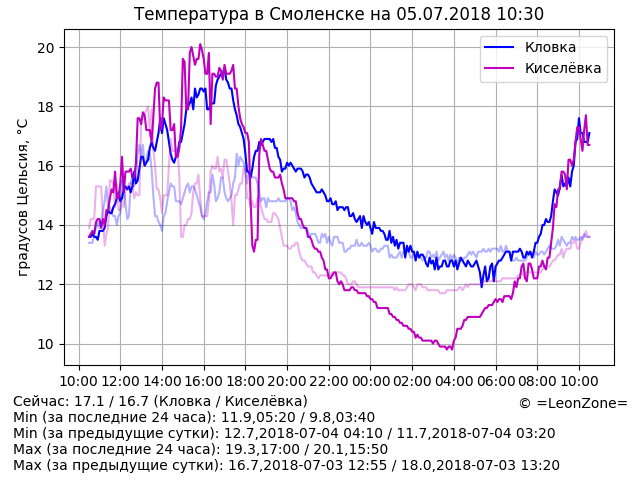 Температура в Смоленске на 05.07.2018 10:30
Кловка
Киселёвка
градусов Цельсия, °C
20
18
16
14
12
10
10:00 12:00 14:00 16:00 18:00 20:00 22:00 00:00 02:00 04:00 06:00 08:00 10:00
Сейчас: 17.1 / 16.7 (Кловка / Киселёвка)
© =LeonZone=
Min (за последние 24 часа): 11.9,05:20 / 9.8,03:40
Min (за предыдущие сутки): 12.7,2018-07-04 04:10 / 11.7,2018-07-04 03:20
Max (за последние 24 часа): 19.3,17:00 / 20.1,15:50
Max (за предыдущие сутки): 16.7,2018-07-03 12:55 / 18.0,2018-07-03 13:20